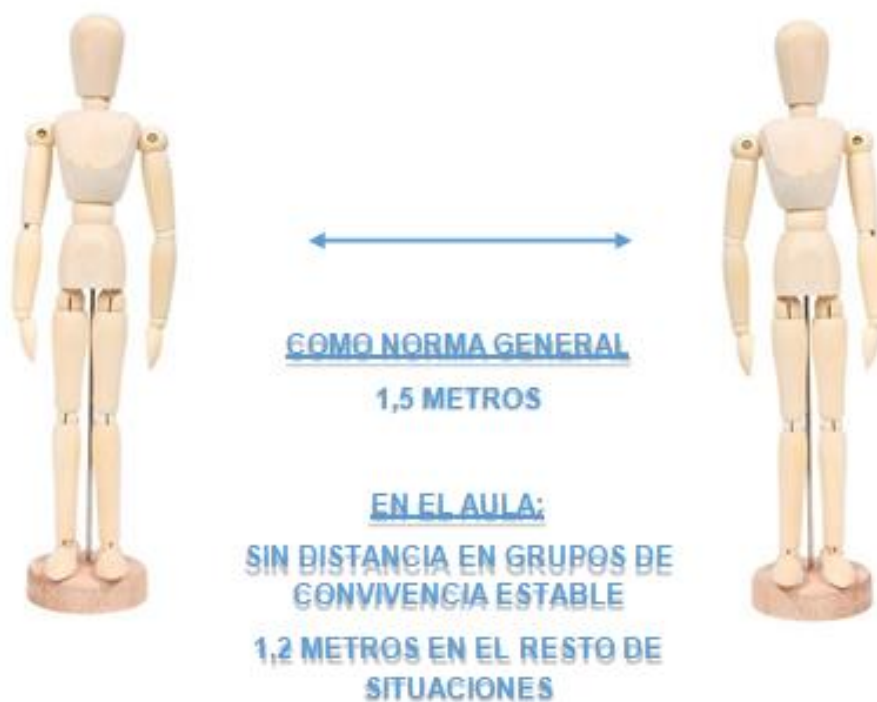 COMO NORMA GENERAL
1,5 METROS
EN EL AULA:
SIN DISTANCIA EN GRUPOS DE
CONVIVENCIA ESTABLE
1,2 METROS EN EL RESTO DE
SITUACIONES